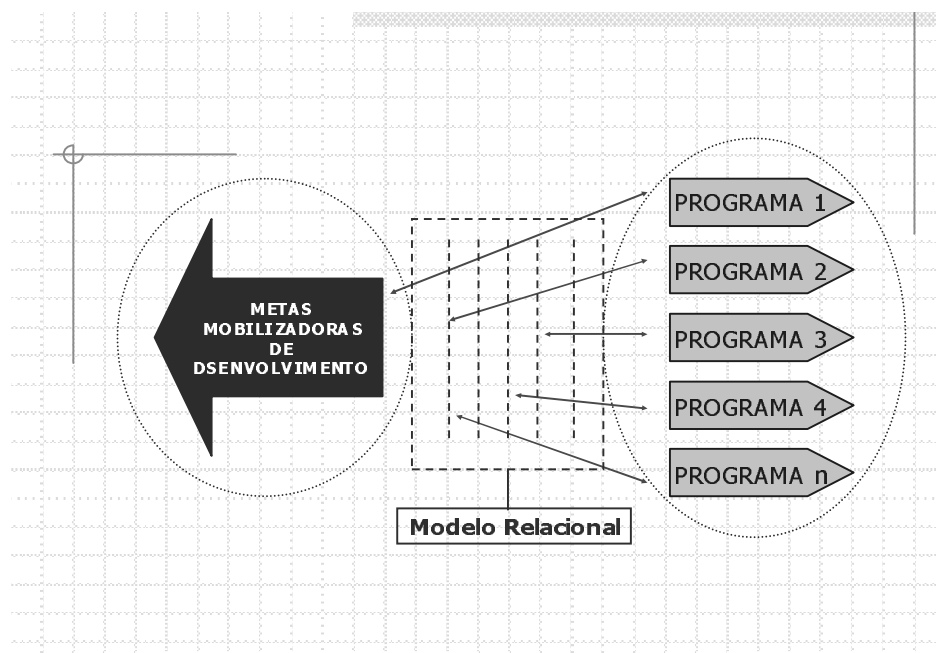 METAS
MOBILIZADORAS
DE
DSENVOLVIMENTO
PROGRAMA 1
PROGRAMA 2
PROGRAMA 3
PROGRAMA 4
PROGRAMA n
Modelo Relacional